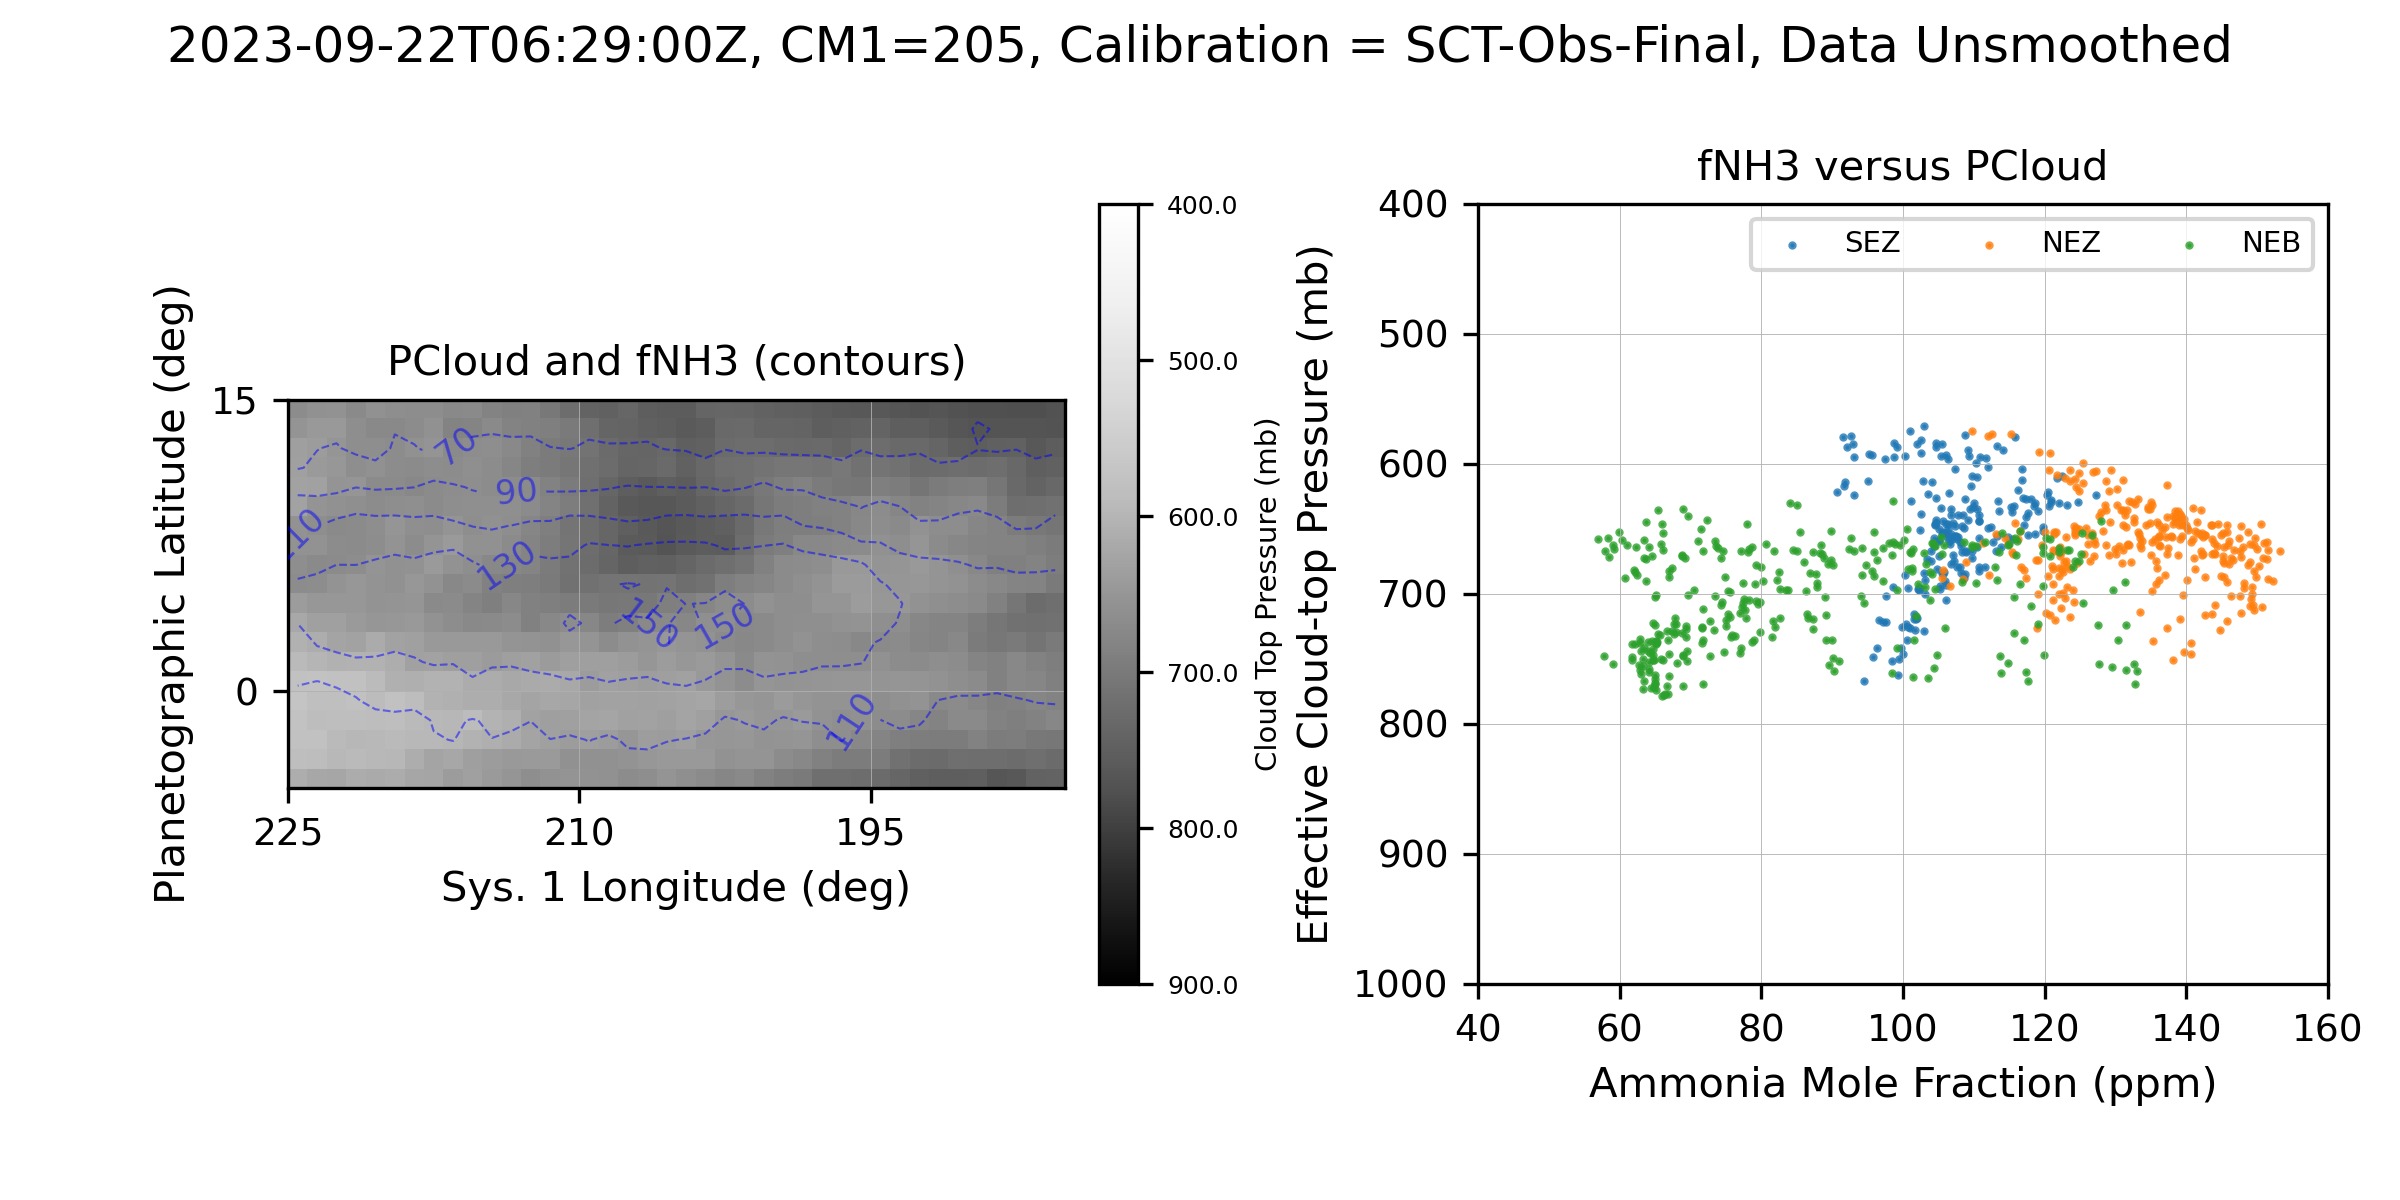 2023-09-22T06:29:00Z, CM1=205, Calibration = SCT-Obs-Final, Data Unsmoothed
PCloud and fNH3 (contours)
Planetographic Latitude (deg)
15
0
225 210 195
Sys. 1 Longitude (deg)
70
90
110
130
150
150
110
400.0
500.0
600.0
700.0
800.0
900.0
Cloud Top Pressure (mb)
fNH3 versus PCloud
Effective Cloud-top Pressure (mb)
400
500
600
700
800
900
1000
SEZ NEZ NEB
40 60 80 100 120 140 160
Ammonia Mole Fraction (ppm)